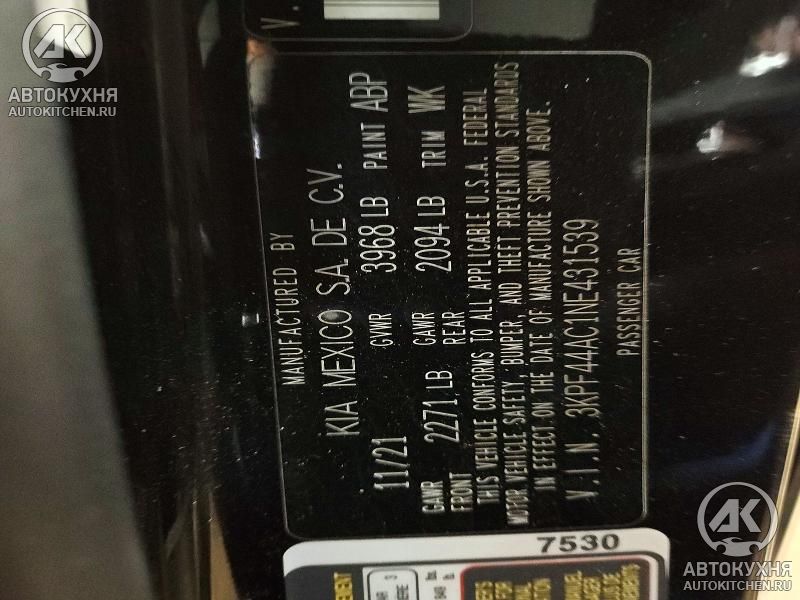 V.
MANUFACTURED BY
KIA MEXICO S.A. DE C.V.
11/21 GVWR 3968 LB PAINT ABP
GAWR FRONT 2271 LB GAWR REAR 2094 LB TRIM WK
THIS VEHICLE CONFORMS TO ALL APPLICABLE U.S.A. FEDERAL
MOTOR VEHICLE SAFETY, BUMPER, AND THEFT PREVENTION STANDARDS
IN EFFECT ON THE DATE OF MANUFACTURE SHOWN ABOVE.
V.I.N. 3KPF44AC1NE431539
PASSENGER CAR
7530
АК
АВТОКУХНЯ
AUTOKITCHEN.RU
АК
АВТОКУХНЯ
AUTOKITCHEN.RU